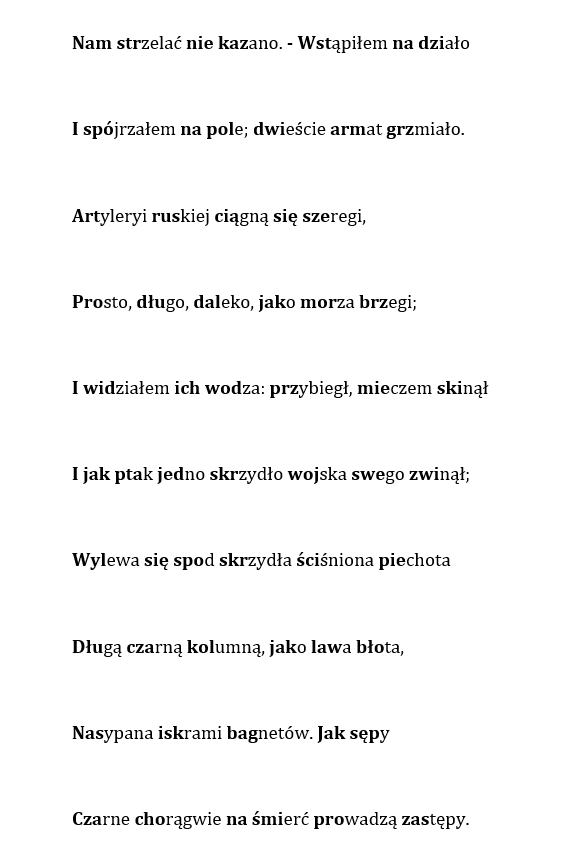 Nam strzelać nie kazano. - Wstąpiłem na działo
I spójrzałem na pole; dwieście armat grzmiało.
Artyleryi ruskiej ciągną się szeregi,
Prosto, długo, daleko, jako morza brzegi;
I widziałem ich wodza: przybiegł, mieczem skinął
I jak ptak jedno skrzydło wojska swego zwinął;
Wylewa się spod skrzydła ściśniona piechota
Długą czarną kolumną, jako lawa błota,
Nasypana iskrami bagnetów. Jak sępy
Czarne chorągwie na śmierć prowadzą zastępy.